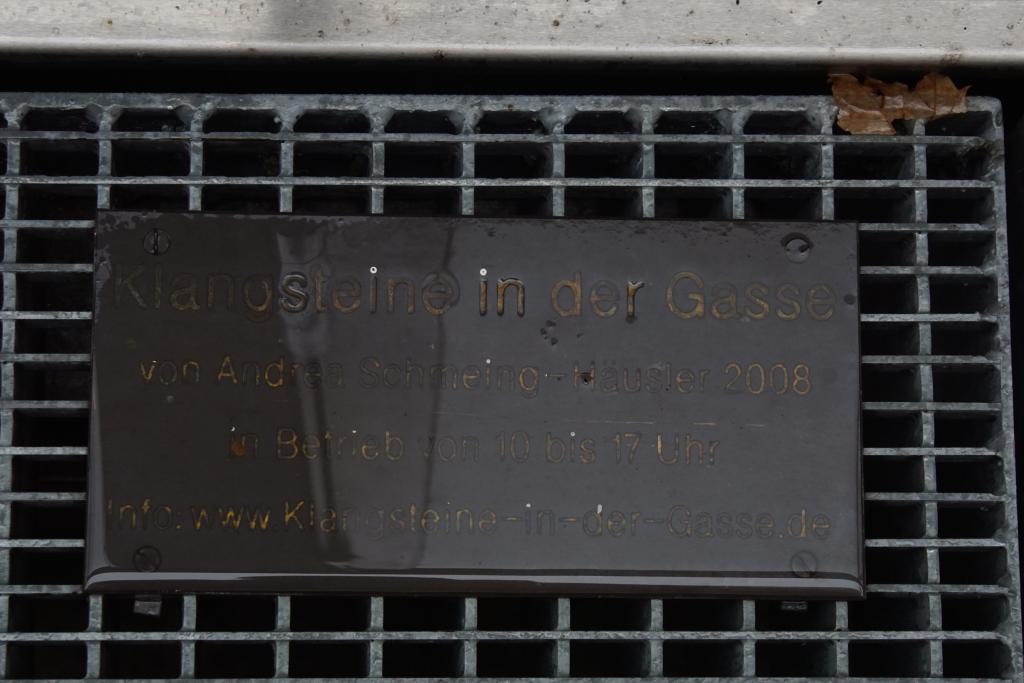 Klangsteine in der Gasse
von Andrea Schmeing-Häusler 2008
in Betrieb von 10 bis 17 Uhr
Info: www.Klangsteine-in-der-Gasse.de